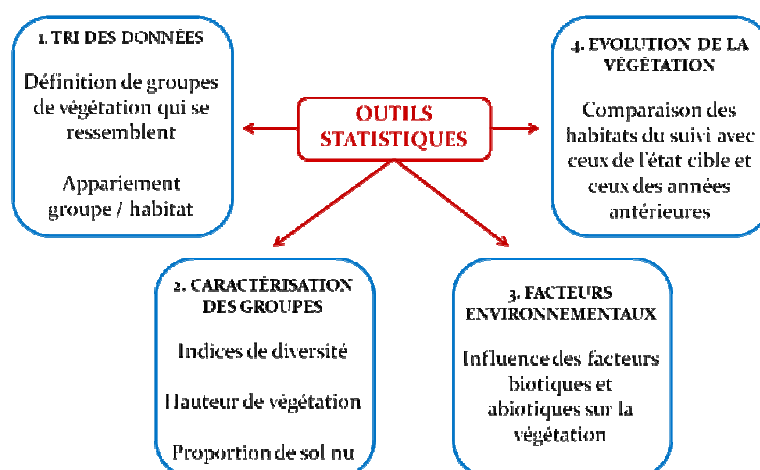 1. TRI DES DONNÉES
Définition de groupes
de végétation qui se
ressemblent
Appariement
groupe / habitat
OUTILS
STATISTIQUES
4. EVOLUTION DE LA
VÉGÉTATION
Comparaison des
habitats du suivi avec
ceux de l'état cible et
ceux des années
antérieures
2. CARACTÉRISATION
DES GROUPES
Indices de diversité
Hauteur de végétation
Proportion de sol nu
3. FACTEURS
ENVIRONNEMENTAUX
Influence des facteurs
biotiques et
abiotiques sur la
végétation